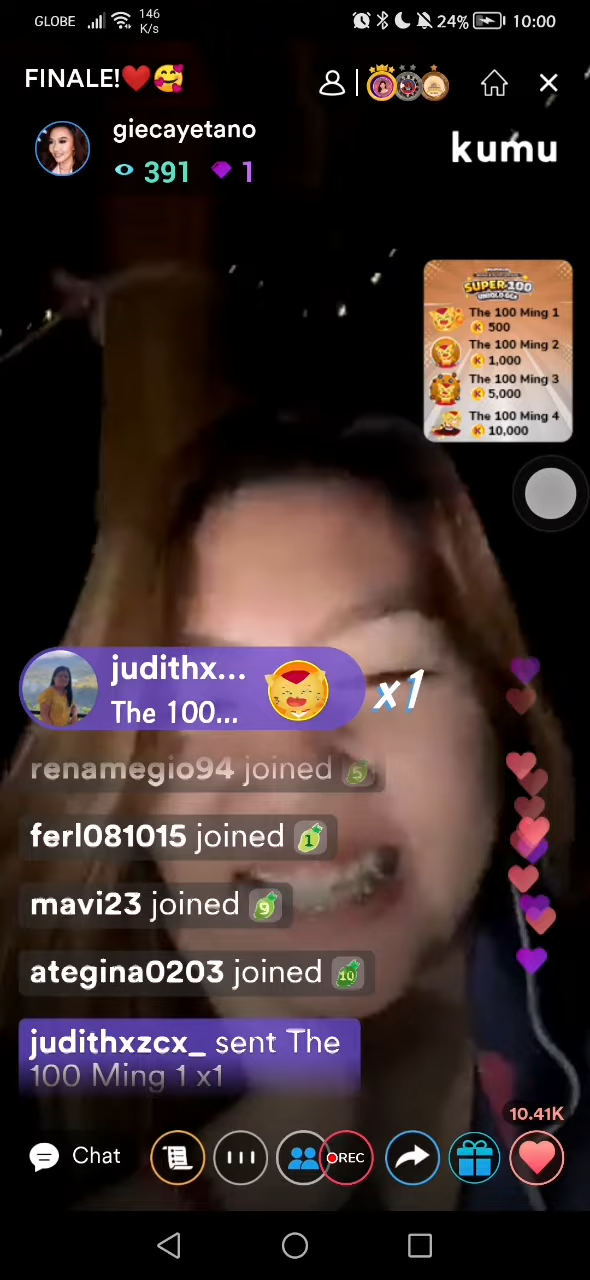 GLOBE
146
K/s
24%
10:00
FINALE!❤️🥰
giecayetano
391
1
kumu
SUPER 100
UNIQLO GCs
The 100 Ming 1
500
The 100 Ming 2
1,000
The 100 Ming 3
5,000
The 100 Ming 4
10,000
judithx...
The 100...
x1
renamegio94 joined 5
ferl081015 joined 1
mavi23 joined 9
ategina0203 joined 10
judithxzcx_ sent The
100 Ming 1 x1
10.41K
Chat
REC